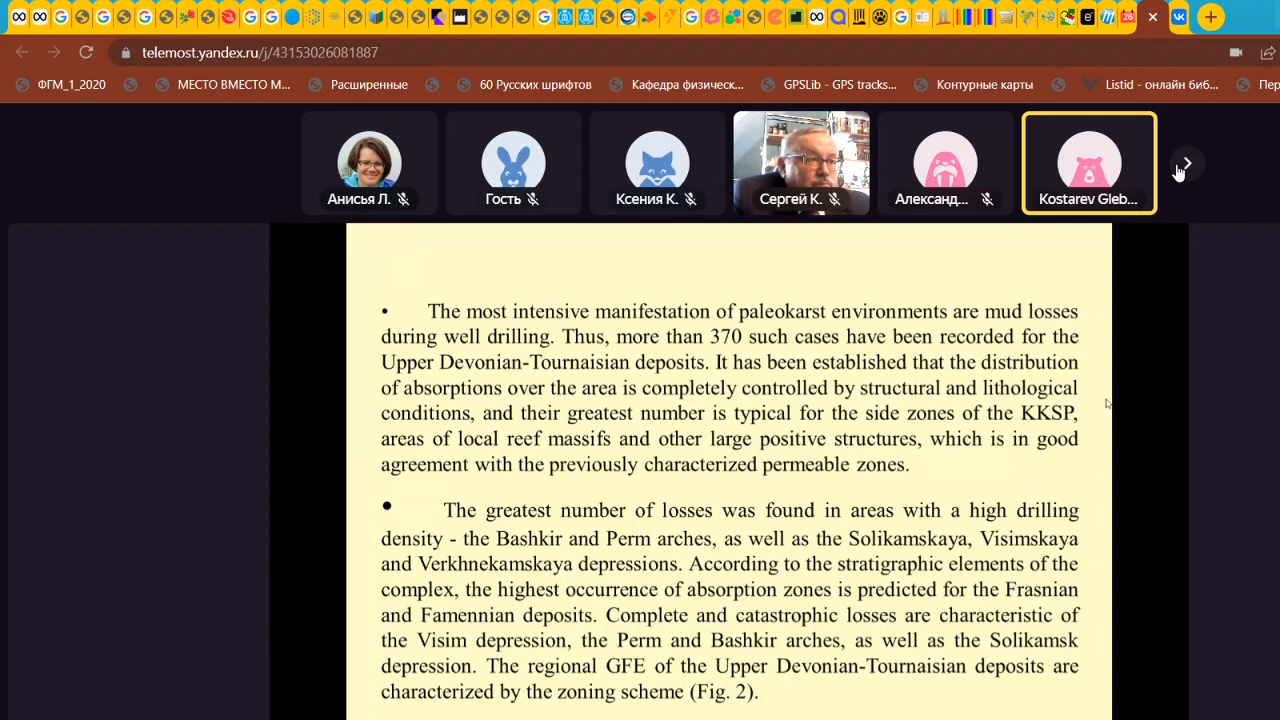 telemost.yandex.ru/j/43153026081887
ФГМ_1_2020
МЕСТО ВМЕСТО М...
Расширенные
60 Русских шрифтов
Кафедра физическ...
GPSLib - GPS tracks...
Контурные карты
Listid - онлайн биб...
Пер
26
Анисья Л.
Гость
Ксения К.
Сергей К.
Александ...
Kostarev Gleb...
• The most intensive manifestation of paleokarst environments are mud losses
during well drilling. Thus, more than 370 such cases have been recorded for the
Upper Devonian-Tournaisian deposits. It has been established that the distribution
of absorptions over the area is completely controlled by structural and lithological
conditions, and their greatest number is typical for the side zones of the KKSP,
areas of local reef massifs and other large positive structures, which is in good
agreement with the previously characterized permeable zones.
• The greatest number of losses was found in areas with a high drilling
density - the Bashkir and Perm arches, as well as the Solikamskaya, Visimskaya
and Verkhnekamskaya depressions. According to the stratigraphic elements of the
complex, the highest occurrence of absorption zones is predicted for the Frasnian
and Famennian deposits. Complete and catastrophic losses are characteristic of
the Visim depression, the Perm and Bashkir arches, as well as the Solikamsk
depression. The regional GFE of the Upper Devonian-Tournaisian deposits are
characterized by the zoning scheme (Fig. 2).